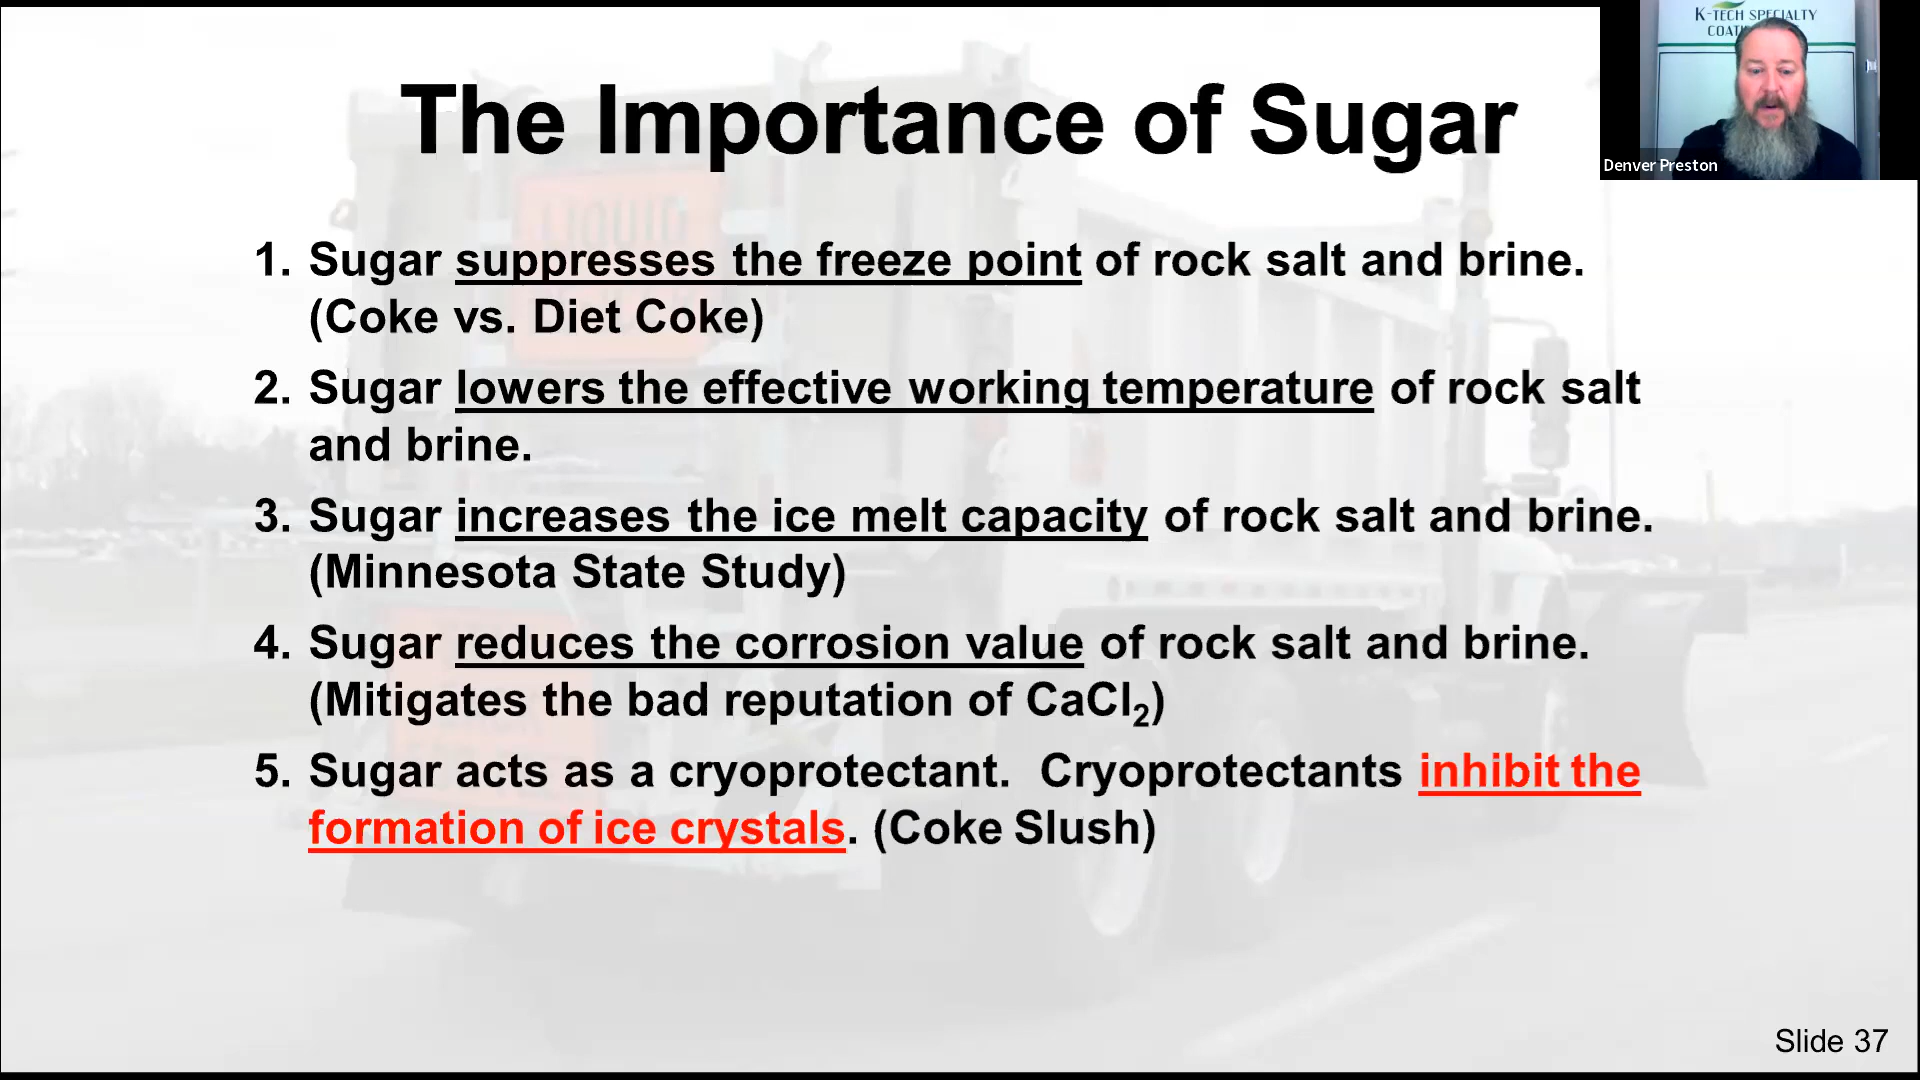 The Importance of Sugar
K-TECH SPECIALTY
Denver Preston
1. Sugar suppresses the freeze point of rock salt and brine.
(Coke vs. Diet Coke)
2. Sugar lowers the effective working temperature of rock salt
and brine.
3. Sugar increases the ice melt capacity of rock salt and brine.
(Minnesota State Study)
4. Sugar reduces the corrosion value of rock salt and brine.
(Mitigates the bad reputation of CaCl₂)
5. Sugar acts as a cryoprotectant.  Cryoprotectants inhibit the
formation of ice crystals. (Coke Slush)
LIQUID
Slide 37